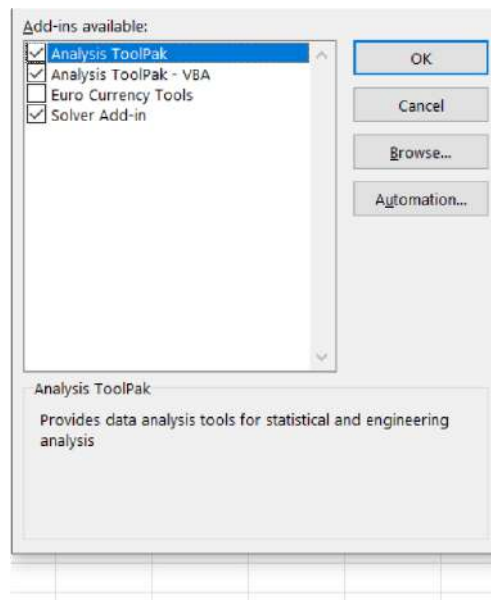 Add-ins available:
Analysis ToolPak
Analysis ToolPak - VBA
Euro Currency Tools
Solver Add-in
OK
Cancel
Browse...
Automation...
Analysis ToolPak
Provides data analysis tools for statistical and engineering
analysis